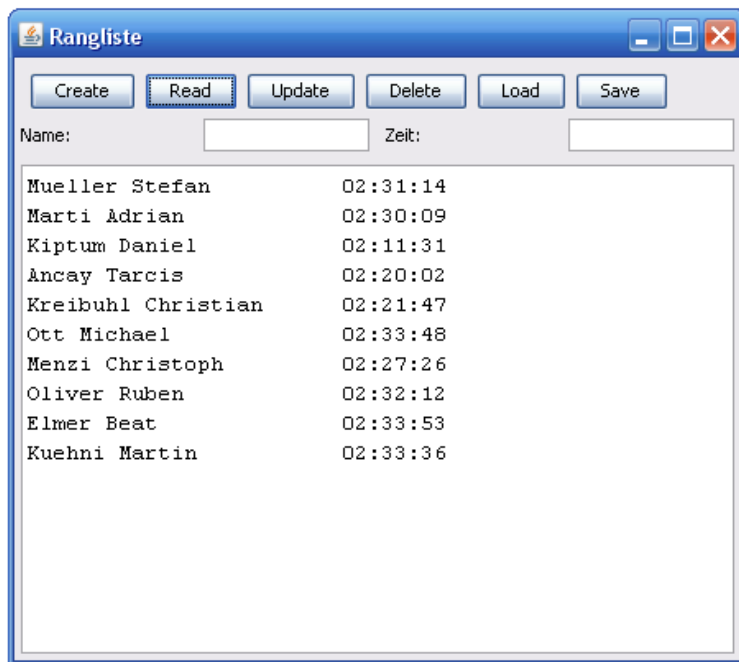 Rangliste
Create Read Update Delete Load Save
Name: Zeit:
Mueller Stefan 02:31:14
Marti Adrian 02:30:09
Kiptum Daniel 02:11:31
Ancay Tarcis 02:20:02
Kreibuhl Christian 02:21:47
Ott Michael 02:33:48
Menzi Christoph 02:27:26
Oliver Ruben 02:32:12
Elmer Beat 02:33:53
Kuehni Martin 02:33:36